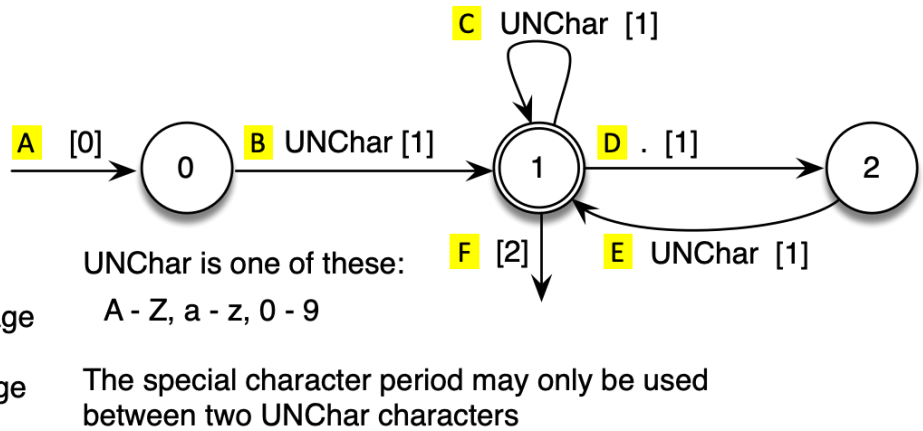 C UNChar [1]
A [0]
0
B UNChar [1]
1
D . [1]
2
F [2]
E UNChar [1]
UNChar is one of these:
A - Z, a - z, 0 - 9
ge
The special character period may only be used
ge
between two UNChar characters